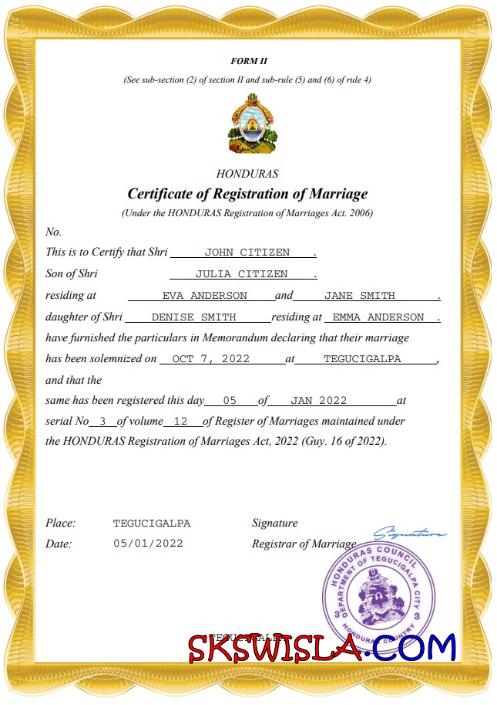 FORM II
(See sub-section (2) of section II and sub-rule (5) and (6) of rule 4)
HONDURAS
Certificate of Registration of Marriage
(Under the HONDURAS Registration of Marriages Act. 2006)
No.
This is to Certify that Shri JOHN CITIZEN .
Son of Shri JULIA CITIZEN .
residing at EVA ANDERSON and JANE SMITH .
daughter of Shri DENISE SMITH residing at EMMA ANDERSON .
have furnished the particulars in Memorandum declaring that their marriage
has been solemnized on OCT 7, 2022 at TEGUCIGALPA ,
and that the
same has been registered this day 05 of JAN 2022 at
serial No 3 of volume 12 of Register of Marriages maintained under
the HONDURAS Registration of Marriages Act, 2022 (Guy. 16 of 2022).
Place: TEGUCIGALPA Signature
Signature
Date: 05/01/2022 Registrar of Marriage
HONDURAS COUNCIL
DEPARTMENT OF TEGUCIGALPA CITY
HONDURAS COUNTRY
TEGUCIGALPA
SKSWISLA.COM